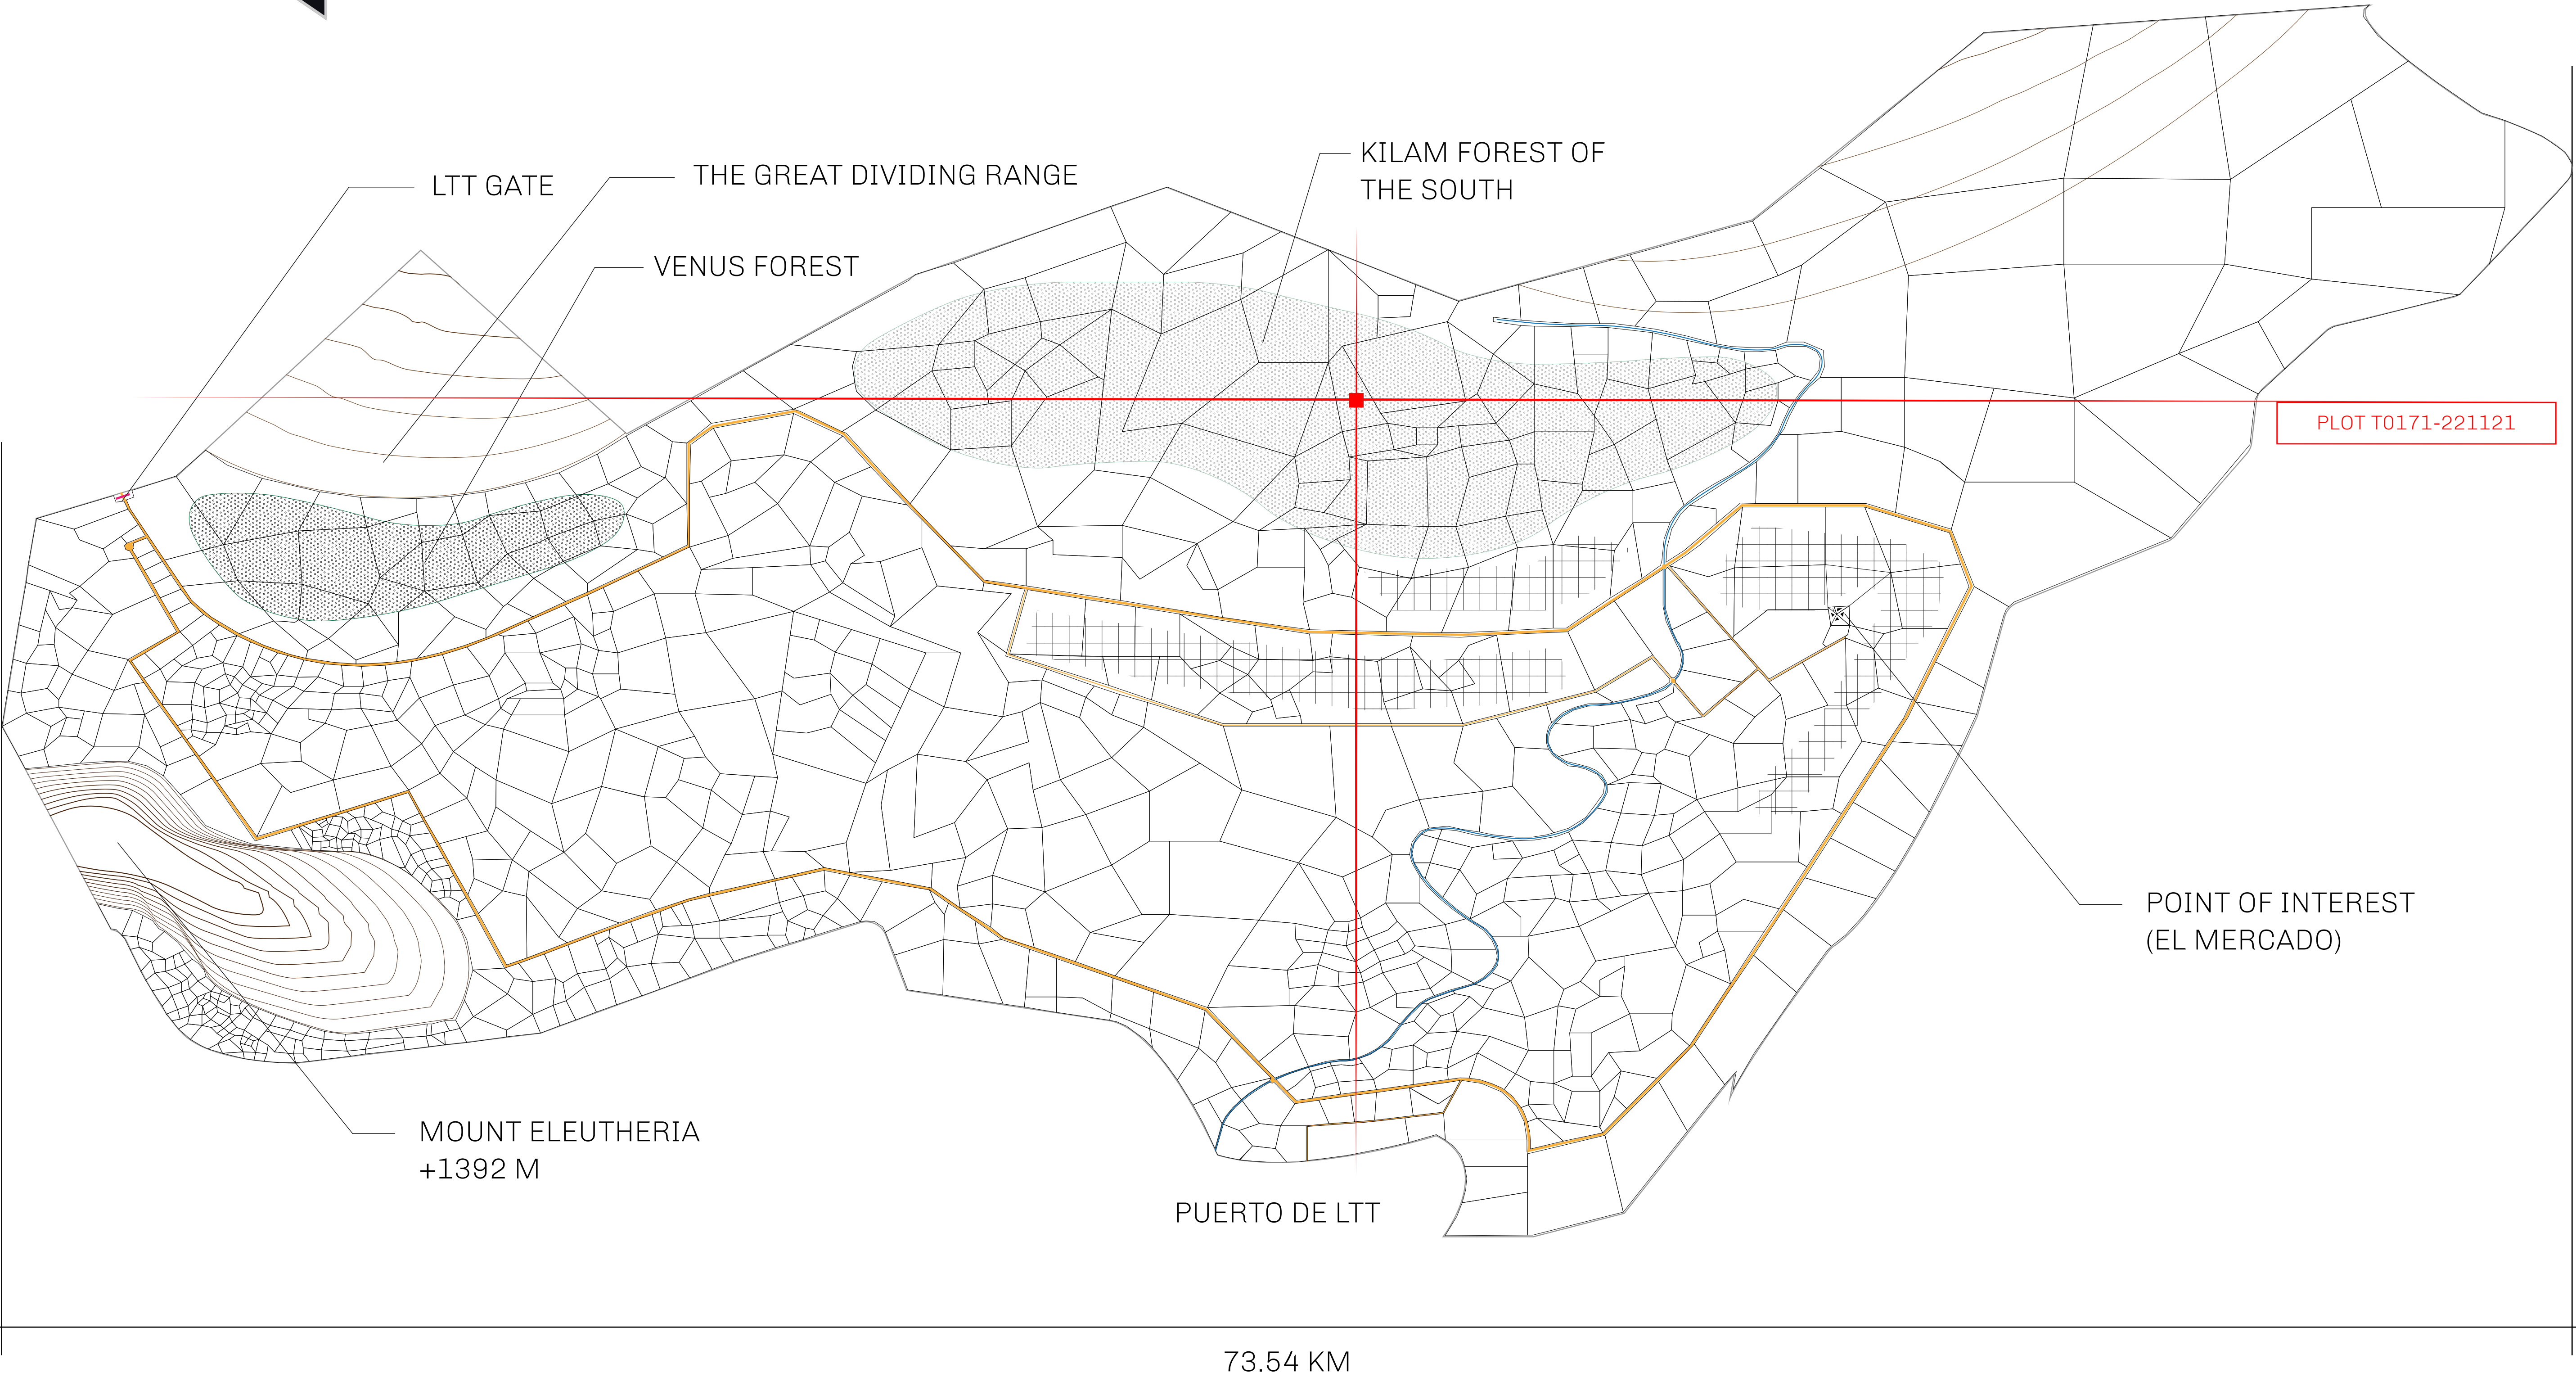 KILAM FOREST OF
THE SOUTH
THE GREAT DIVIDING RANGE
LTT GATE
VENUS FOREST
PLOT T0171-221121
POINT OF INTEREST
(EL MERCADO)
MOUNT ELEUTHERIA
+1392 M
PUERTO DE LTT
73.54 KM